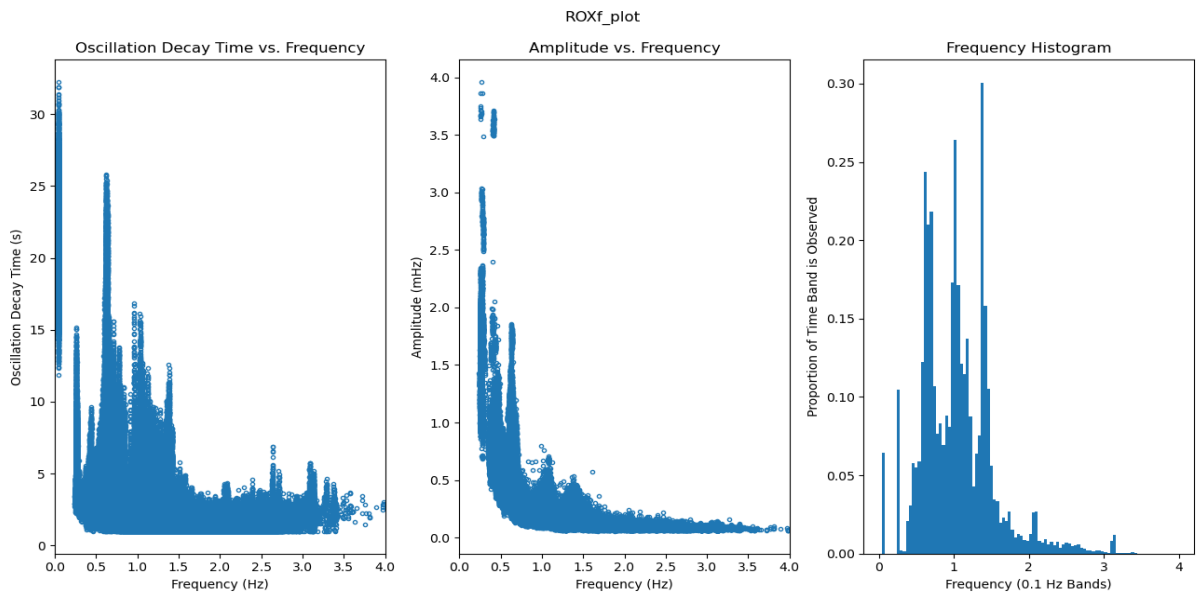 ROXf_plot
Oscillation Decay Time vs. Frequency
Oscillation Decay Time (s)
30
25
20
15
10
5
0
0.0 0.5 1.0 1.5 2.0 2.5 3.0 3.5 4.0
Frequency (Hz)
Amplitude vs. Frequency
Amplitude (mHz)
4.0
3.5
3.0
2.5
2.0
1.5
1.0
0.5
0.0
0.0 0.5 1.0 1.5 2.0 2.5 3.0 3.5 4.0
Frequency (Hz)
Frequency Histogram
Proportion of Time Band is Observed
0.30
0.25
0.20
0.15
0.10
0.05
0.00
0 1 2 3 4
Frequency (0.1 Hz Bands)